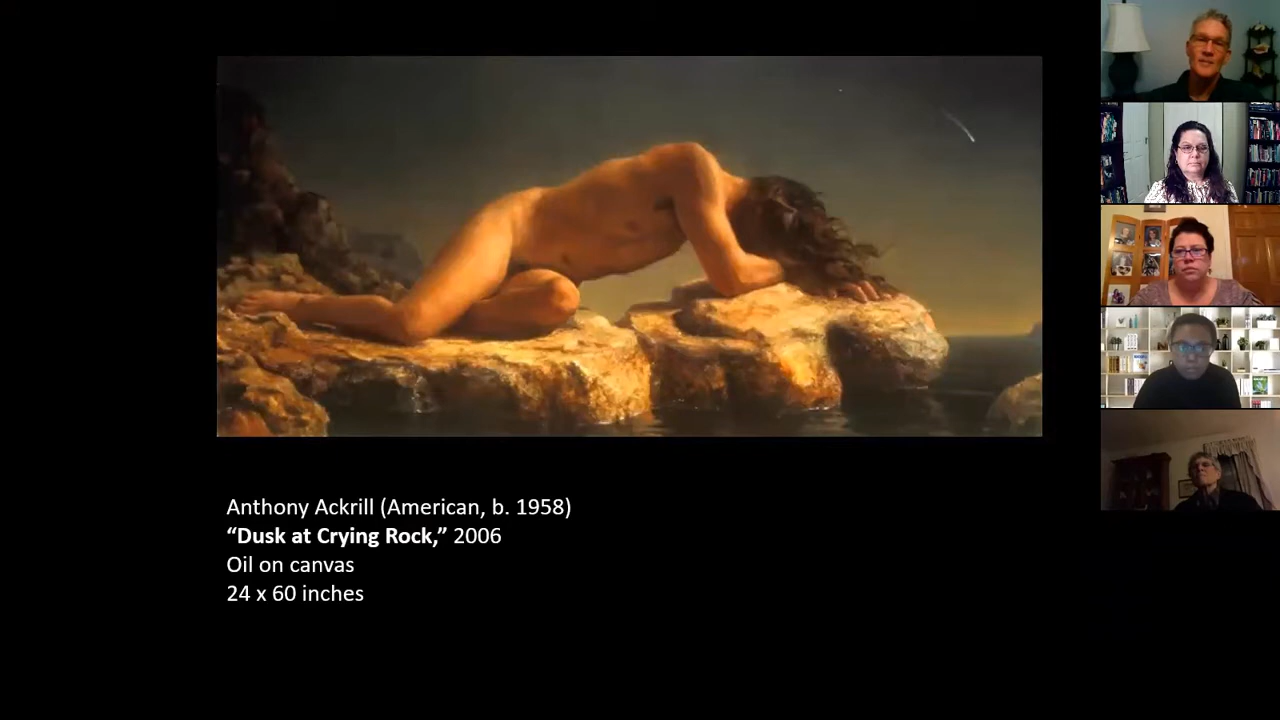 Anthony Ackrill (American, b. 1958)
“Dusk at Crying Rock,” 2006
Oil on canvas
24 x 60 inches